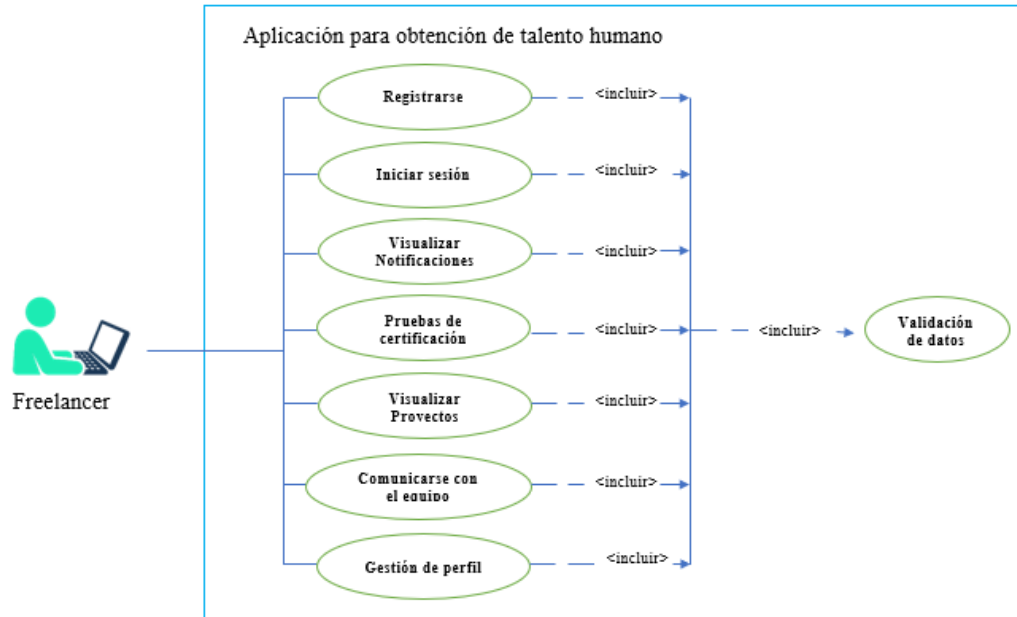 Aplicación para obtención de talento humano
Registrarse
<incluir>
Iniciar sesión
<incluir>
Visualizar
Notificaciones
<incluir>
Pruebas de
certificación
<incluir>
<incluir>
Validación
de datos
Freelancer
Visualizar
Proyectos
<incluir>
Comunicarse con
el equipo
<incluir>
Gestión de perfil
<incluir>